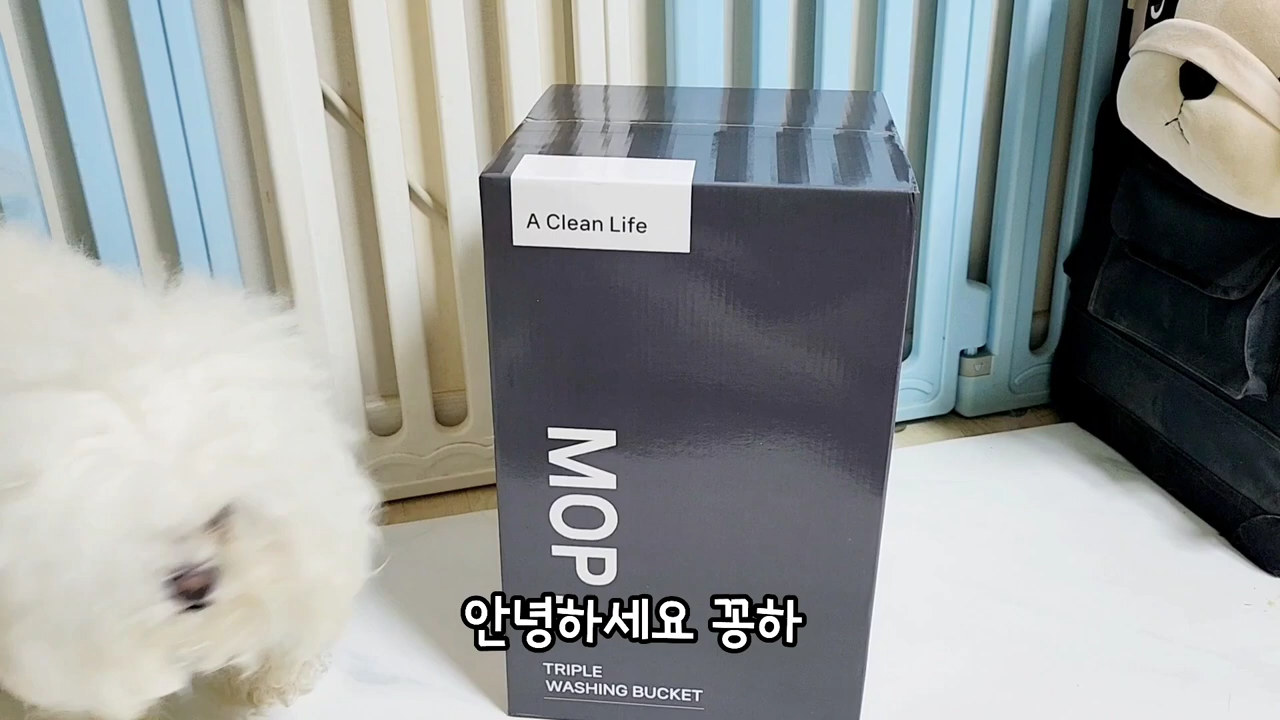 A Clean Life
MOP
안녕하세요 꽁하
TRIPLE
WASHING BUCKET